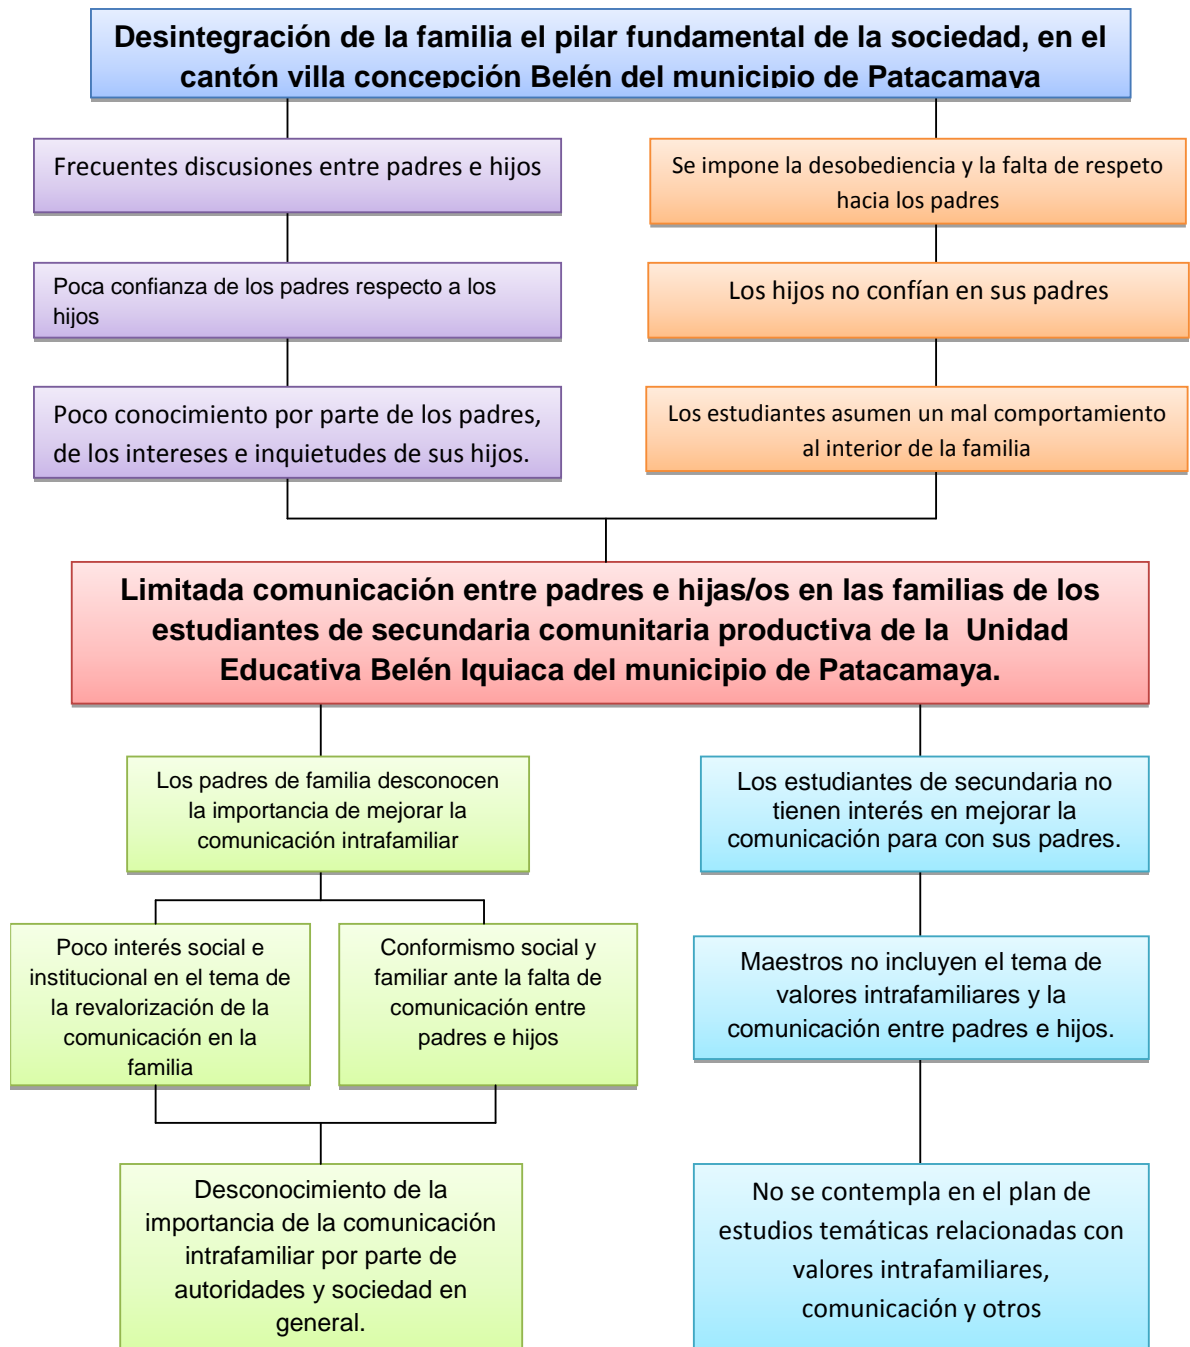 Desintegración de la familia el pilar fundamental de la sociedad, en el
cantón villa concepción Belén del municipio de Patacamaya
Frecuentes discusiones entre padres e hijos
Se impone la desobediencia y la falta de respeto
hacia los padres
Poca confianza de los padres respecto a los
hijos
Los hijos no confían en sus padres
Poco conocimiento por parte de los padres,
de los intereses e inquietudes de sus hijos.
Los estudiantes asumen un mal comportamiento
al interior de la familia
Limitada comunicación entre padres e hijas/os en las familias de los
estudiantes de secundaria comunitaria productiva de la Unidad
Educativa Belén Iquiaca del municipio de Patacamaya.
Los padres de familia desconocen
la importancia de mejorar la
comunicación intrafamiliar
Los estudiantes de secundaria no
tienen interés en mejorar la
comunicación para con sus padres.
Poco interés social e
institucional en el tema de
la revalorización de la
comunicación en la
familia
Conformismo social y
familiar ante la falta de
comunicación entre
padres e hijos
Maestros no incluyen el tema de
valores intrafamiliares y la
comunicación entre padres e hijos.
Desconocimiento de la
importancia de la comunicación
intrafamiliar por parte de
autoridades y sociedad en
general.
No se contempla en el plan de
estudios temáticas relacionadas con
valores intrafamiliares,
comunicación y otros